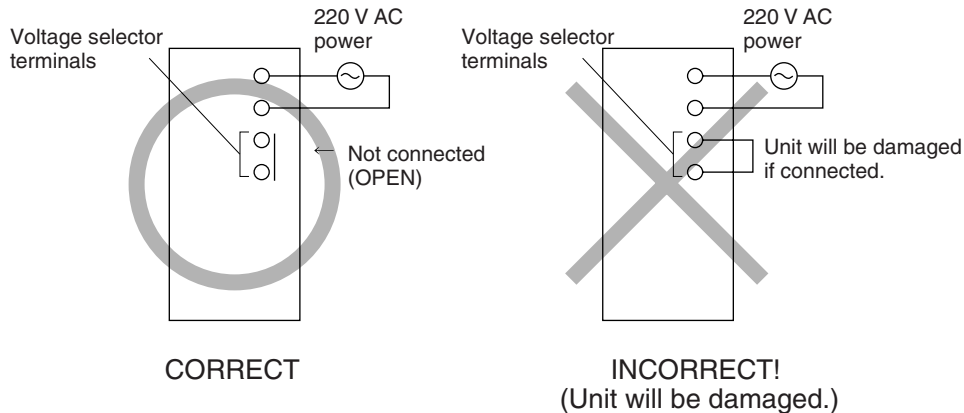 Voltage selector
terminals
220 V AC
power
Not connected
(OPEN)
CORRECT
Voltage selector
terminals
220 V AC
power
Unit will be damaged
if connected.
INCORRECT!
(Unit will be damaged.)